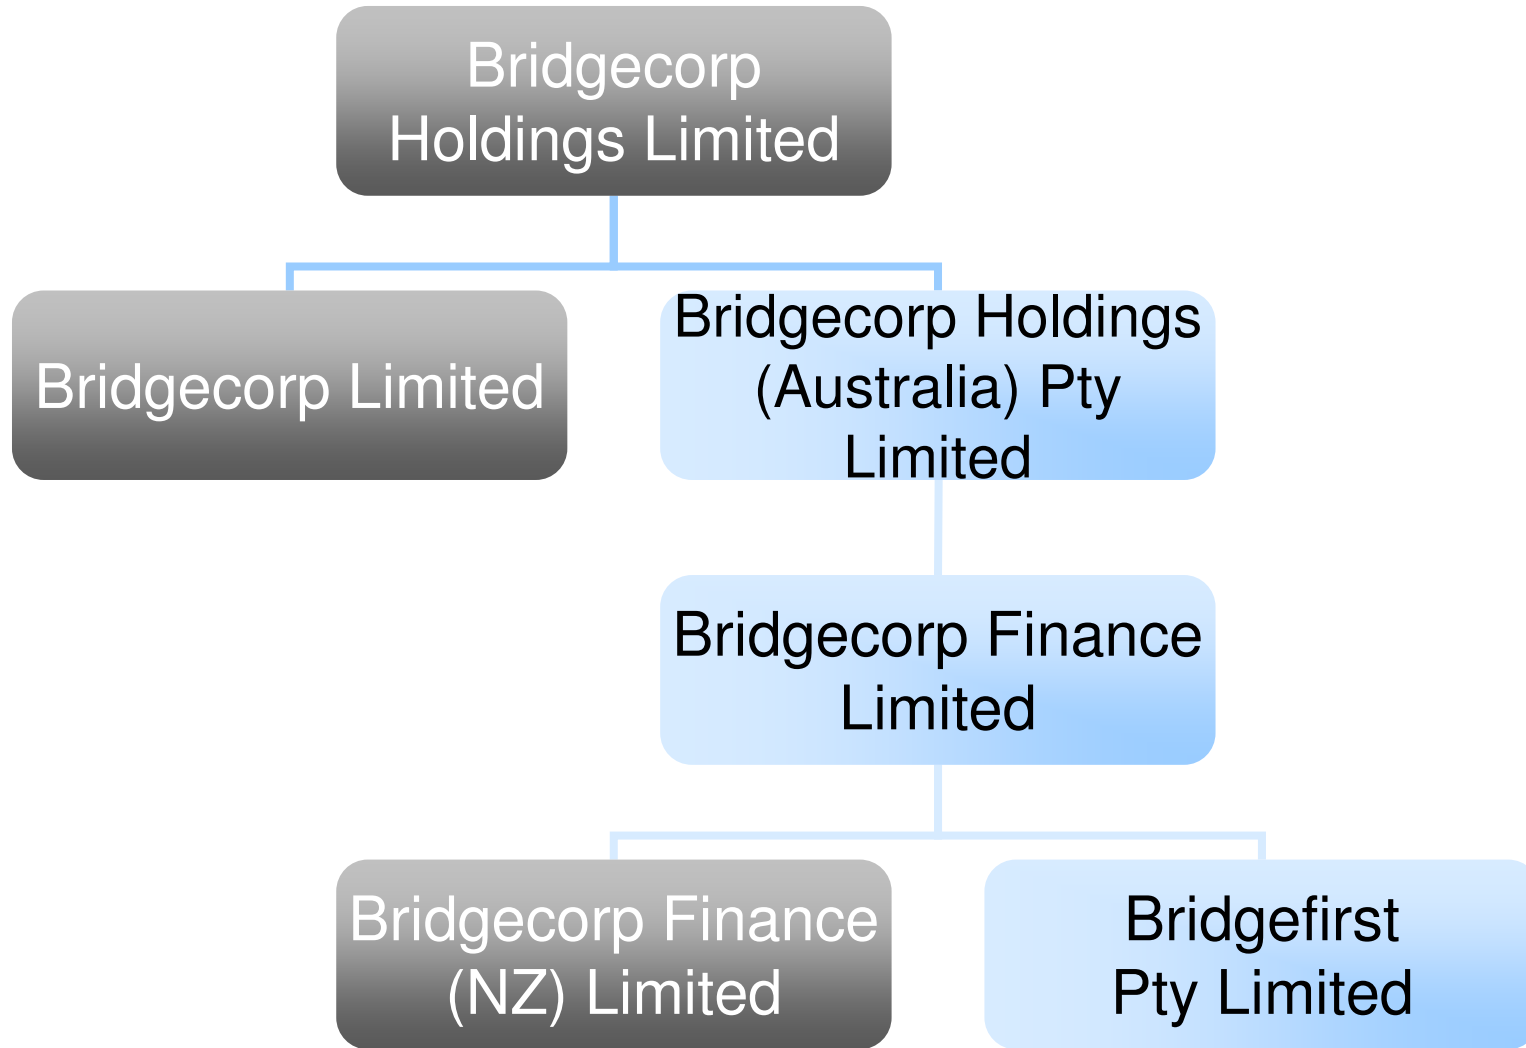 Bridgecorp
Holdings Limited
Bridgecorp Limited
Bridgecorp Holdings
(Australia) Pty
Limited
Bridgecorp Finance
Limited
Bridgecorp Finance
(NZ) Limited
Bridgefirst
Pty Limited